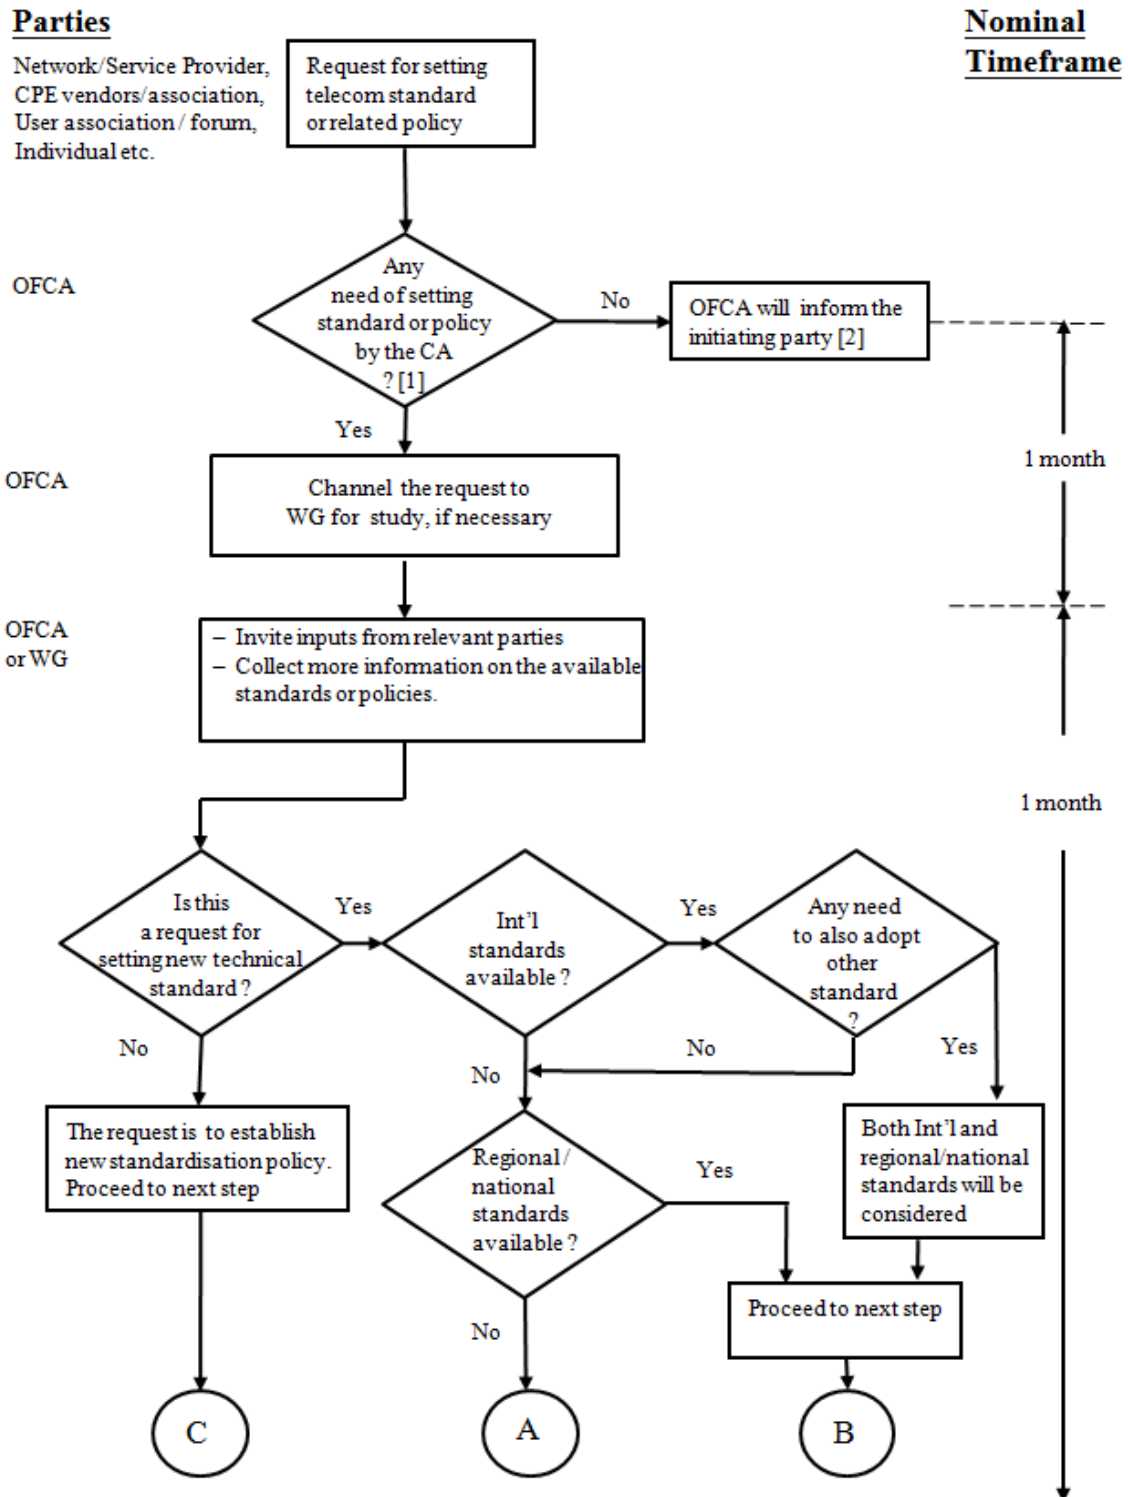 Parties
Nominal
Timeframe
Network/Service Provider,
CPE vendors/association,
User association / forum,
Individual etc.
Request for setting
telecom standard
or related policy
OFCA
Any
need of setting
standard or policy
by the CA
? [1]
No
OFCA will inform the
initiating party [2]
Yes
1 month
OFCA
Channel the request to
WG for study, if necessary
OFCA
or WG
– Invite inputs from relevant parties
– Collect more information on the available
standards or policies.
1 month
Is this
a request for
setting new technical
standard ?
Yes
Int'l
standards
available ?
Yes
Any need
to also adopt
other
standard
?
No
No
No
Yes
The request is to establish
new standardisation policy.
Proceed to next step
Regional /
national
standards
available ?
Yes
Both Int'l and
regional/national
standards will be
considered
No
Proceed to next step
C
A
B